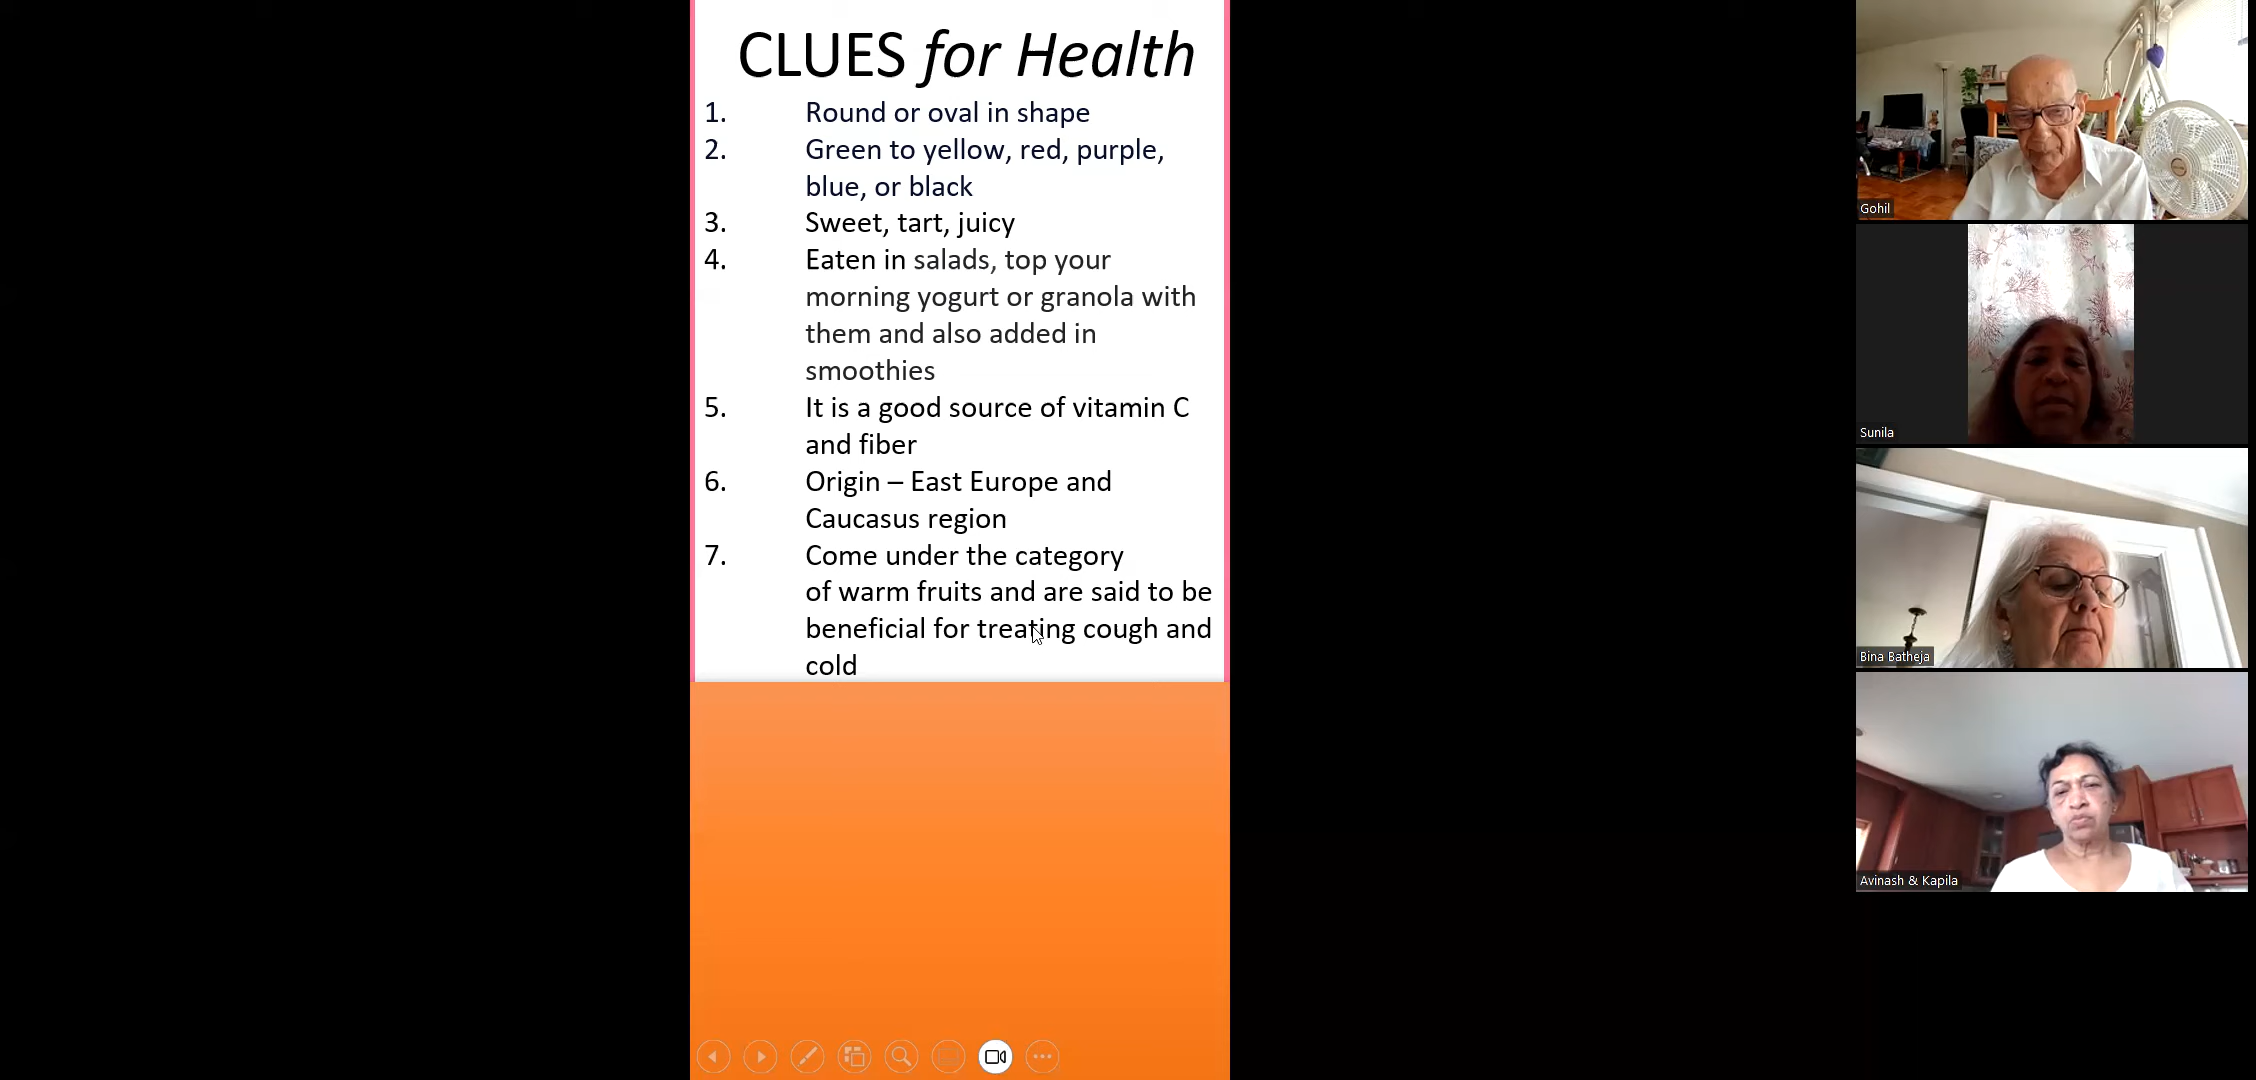 CLUES for Health
1. Round or oval in shape
2. Green to yellow, red, purple,
blue, or black
3. Sweet, tart, juicy
4. Eaten in salads, top your
morning yogurt or granola with
them and also added in
smoothies
5. It is a good source of vitamin C
and fiber
6. Origin – East Europe and
Caucasus region
7. Come under the category
of warm fruits and are said to be
beneficial for treating cough and
cold
Gohil
Sunila
Bina Batheja
Avinash & Kapila